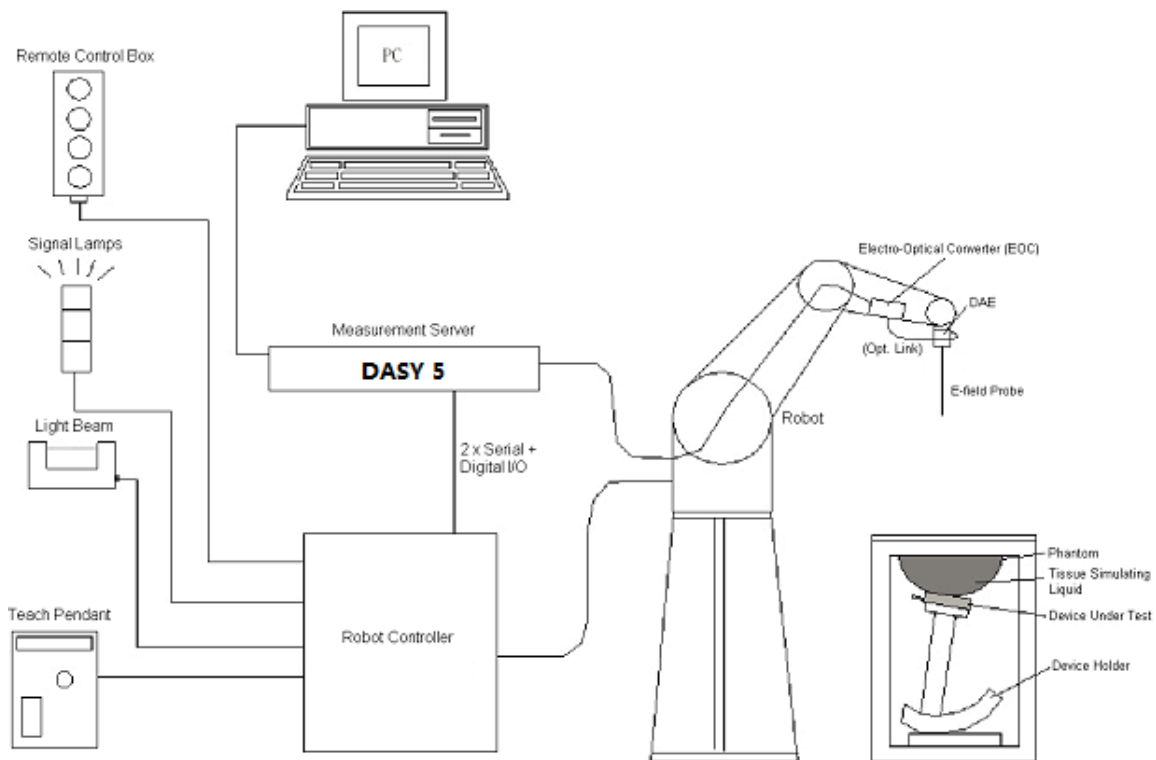 Remote Control Box
PC
Signal Lamps
Electro-Optical Converter (EOC)
DAE
Measurement Server
DASY 5
(Opt. Link)
E-field Probe
Robot
Light Beam
2 x Serial +
Digital I/O
Phantom
Tissue Simulating
Liquid
Device Under Test
Teach Pendant
Robot Controller
Device Holder